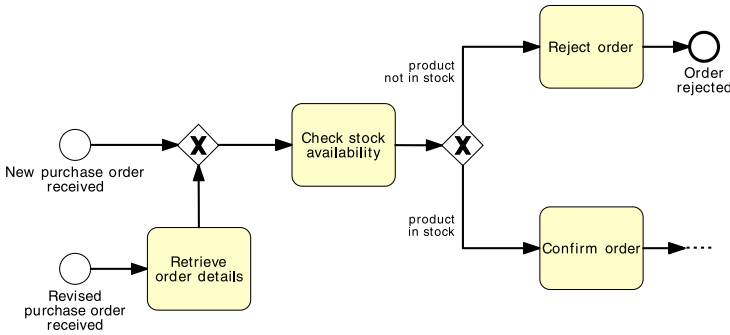 New purchase order
received
Revised
purchase order
received
Retrieve
order details
X
Check stock
availability
X
product
not in stock
product
in stock
Reject order
Order
rejected
Confirm order